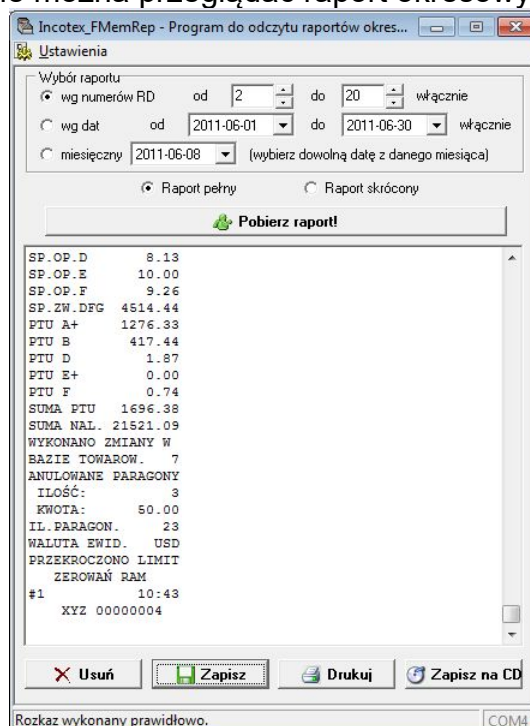 można przeglądać raport okresowy
Incotex_FMemRep - Program do odczytu raportów okres...
Ustawienia
Wybór raportu
wg numerów RD od 2 do 20 włącznie
wg dat od 2011-06-01 do 2011-06-30 włącznie
miesięczny 2011-06-08 (wybierz dowolną datę z danego miesiąca)
Raport pełny Raport skrócony
Pobierz raport!
SP.OP.D 8.13
SP.OP.E 10.00
SP.OP.F 9.26
SP.ZW.DFG 4514.44
PTU A+ 1276.33
PTU B 417.44
PTU D 1.87
PTU E+ 0.00
PTU F 0.74
SUMA PTU 1696.38
SUMA NAL. 21521.09
WYKONANO ZMIANY W
BAZIE TOWAROW. 7
ANULOWANE PARAGONY
ILOŚĆ: 3
KWOTA: 50.00
IL.PARAGON. 23
WALUTA EWID. USD
PRZEKROCZONO LIMIT
ZEROWAŃ RAM
#1 10:43
XYZ 00000004
Usuń Zapisz Drukuj Zapisz na CD
Rozkaz wykonany prawidłowo. COM4